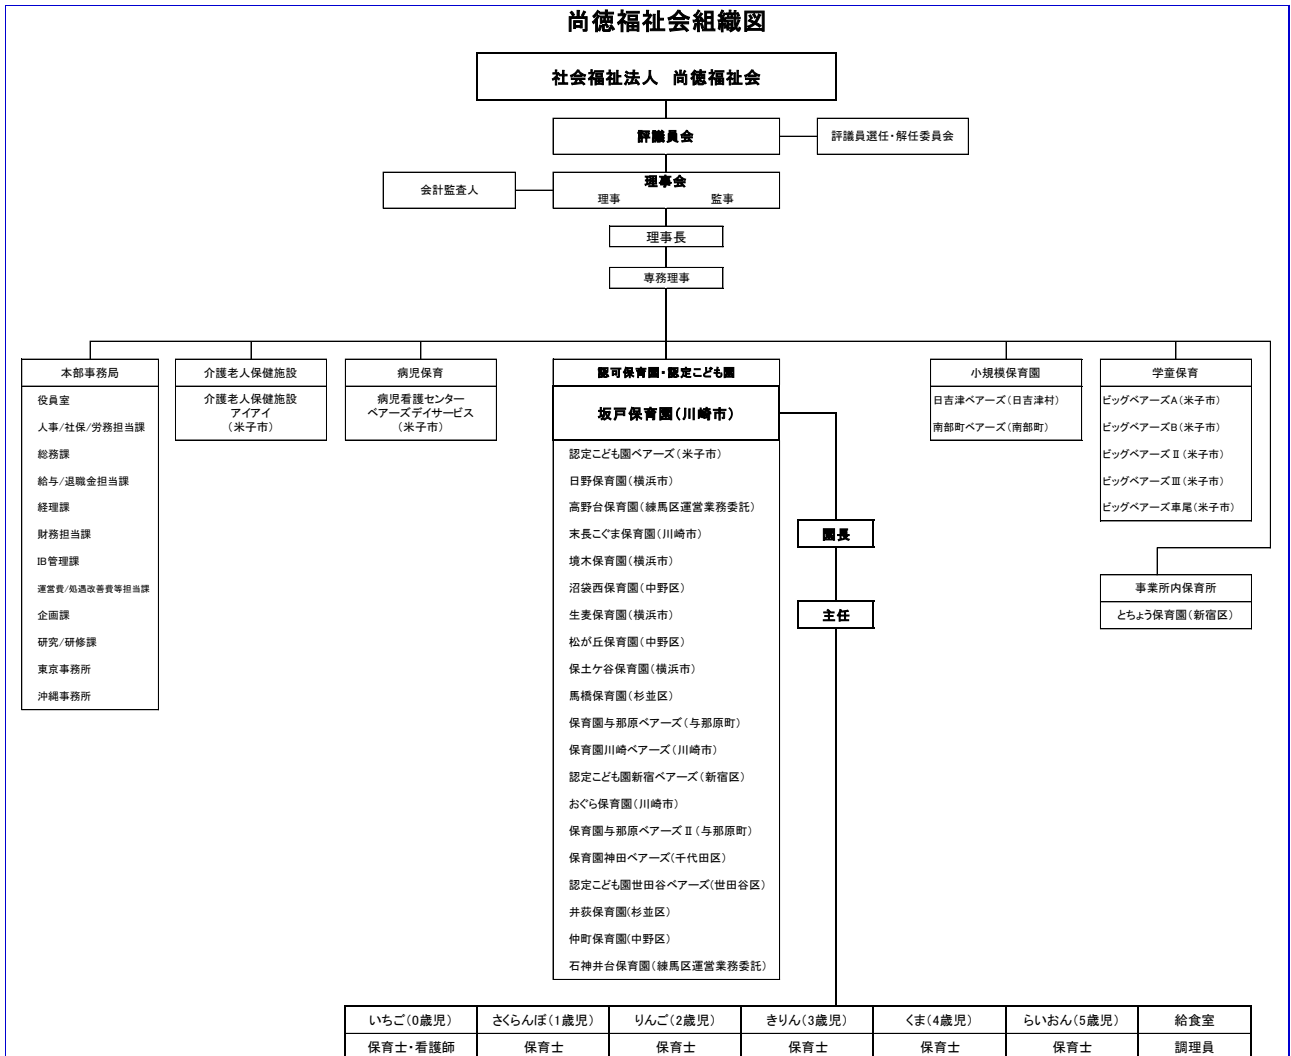 尚徳福祉会組織図
社会福祉法人 尚徳福祉会
評議員会
評議員選任・解任委員会
会計監査人
理事会
理事 監事
理事長
専務理事
本部事務局
役員室
人事/社保/労務担当課
総務課
給与/退職金担当課
経理課
財務担当課
IB管理課
運営費/処遇改善費等担当課
企画課
研究/研修課
東京事務所
沖縄事務所
介護老人保健施設
介護老人保健施設
アイアイ
(米子市)
病児保育
病児看護センター
ベアーズデイサービス
(米子市)
認可保育園・認定こども園
坂戸保育園(川崎市)
認定こども園ベアーズ(米子市)
日野保育園(横浜市)
高野台保育園(練馬区運営業務委託)
末長こぐま保育園(川崎市)
境木保育園(横浜市)
沼袋西保育園(中野区)
生麦保育園(横浜市)
松が丘保育園(中野区)
保土ケ谷保育園(横浜市)
馬橋保育園(杉並区)
保育園与那原ベアーズ(与那原町)
保育園川崎ベアーズ(川崎市)
認定こども園新宿ベアーズ(新宿区)
おぐら保育園(川崎市)
保育園与那原ベアーズⅡ(与那原町)
保育園神田ベアーズ(千代田区)
認定こども園世田谷ベアーズ(世田谷区)
井荻保育園(杉並区)
仲町保育園(中野区)
石神井台保育園(練馬区運営業務委託)
園長
主任
小規模保育園
日吉津ベアーズ(日吉津村)
南部町ベアーズ(南部町)
学童保育
ビッグベアーズA(米子市)
ビッグベアーズB(米子市)
ビッグベアーズⅡ(米子市)
ビッグベアーズⅢ(米子市)
ビッグベアーズ車尾(米子市)
事業所内保育所
とちょう保育園(新宿区)
いちご(0歳児) さくらんぼ(1歳児) りんご(2歳児) きりん(3歳児) くま(4歳児) らいおん(5歳児) 給食室
保育士・看護師 保育士 保育士 保育士 保育士 保育士 調理員